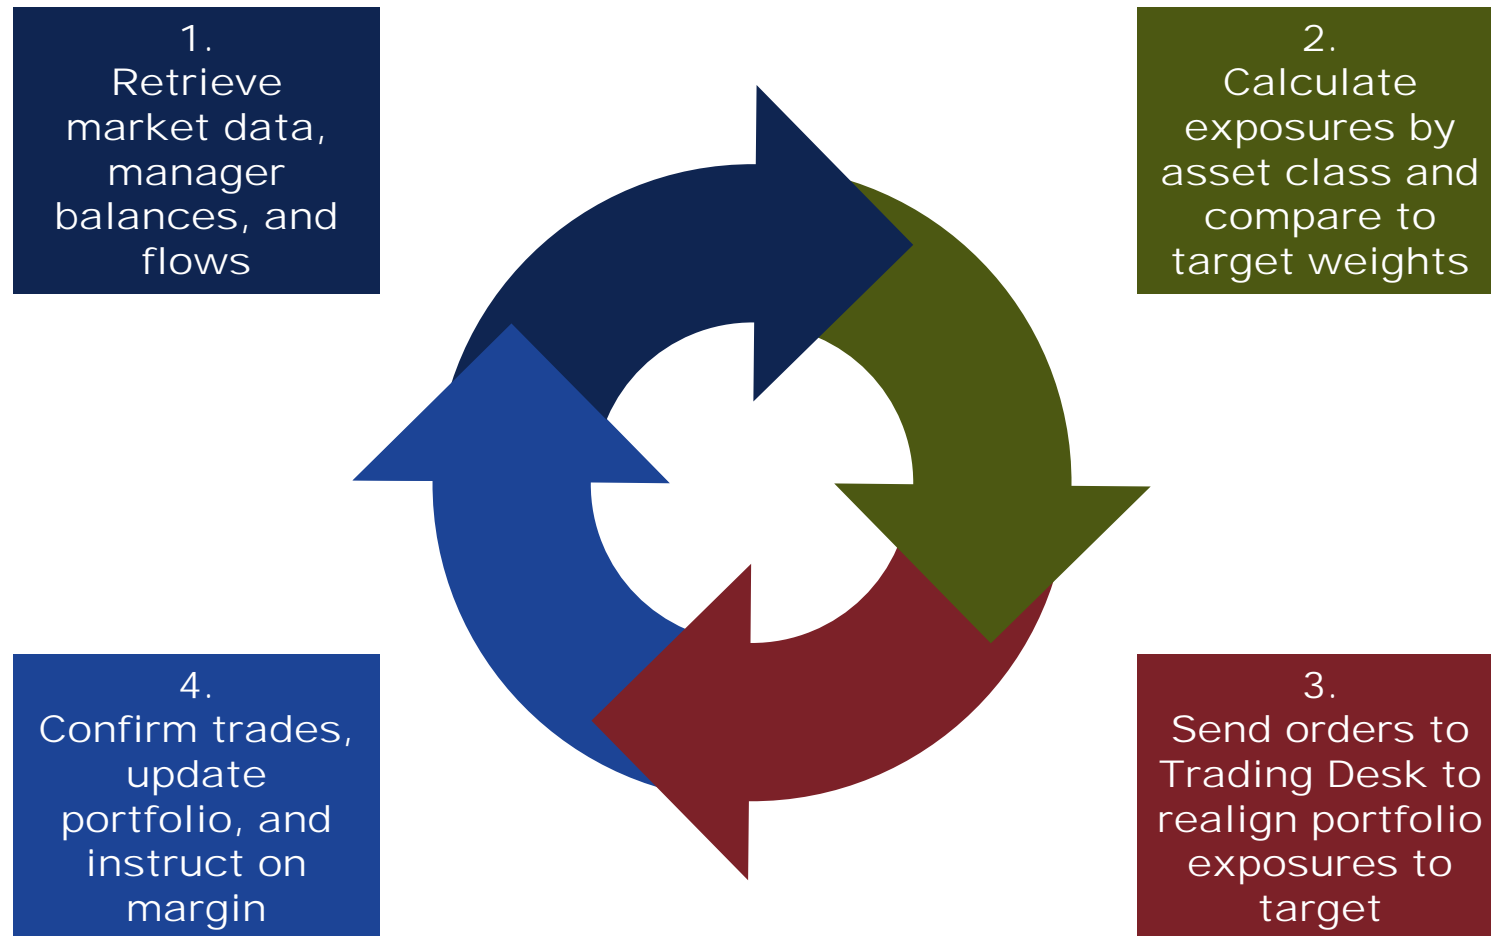 1.
Retrieve
market data,
manager
balances, and
flows
2.
Calculate
exposures by
asset class and
compare to
target weights
3.
Send orders to
Trading Desk to
realign portfolio
exposures to
target
4.
Confirm trades,
update
portfolio, and
instruct on
margin